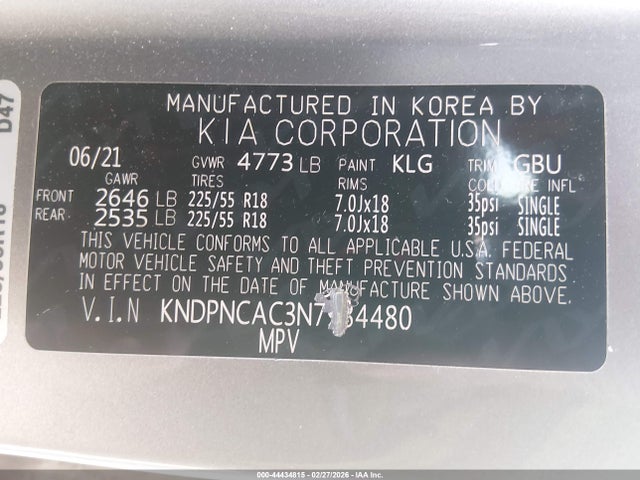 MANUFACTURED IN KOREA BY
KIA CORPORATION
06/21 GVWR 4773 LB PAINT KLG TRIM GBU
GAWR TIRES RIMS COLD TIRE INFL
FRONT 2646 LB 225/55 R18 7.0Jx18 35psi SINGLE
REAR 2535 LB 225/55 R18 7.0Jx18 35psi SINGLE
THIS VEHICLE CONFORMS TO ALL APPLICABLE U.S.A. FEDERAL
MOTOR VEHICLE SAFETY AND THEFT PREVENTION STANDARDS
IN EFFECT ON THE DATE OF MANUFACTURE SHOWN ABOVE.
V.I.N
MPV
D47
000-44434815 - 02/27/2026 - IAA Inc.